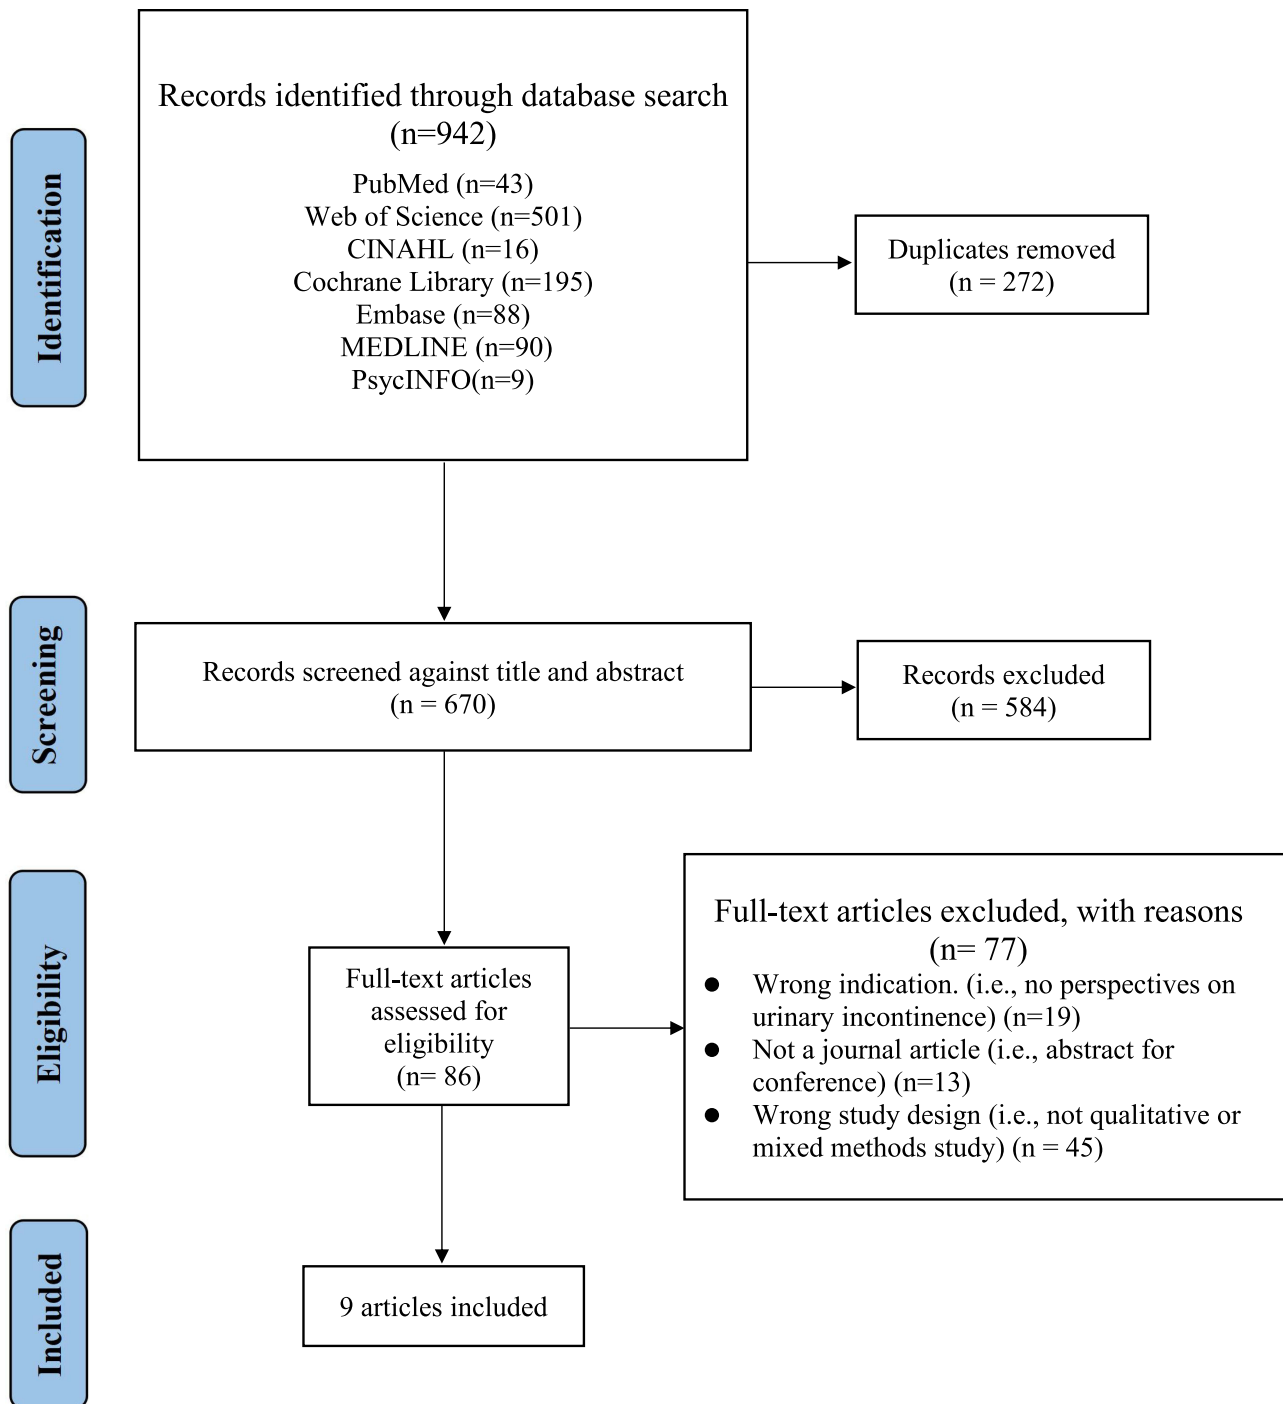 Identification
Records identified through database search
(n=942)
PubMed (n=43)
Web of Science (n=501)
CINAHL (n=16)
Cochrane Library (n=195)
Embase (n=88)
MEDLINE (n=90)
PsycINFO(n=9)
Duplicates removed
(n = 272)
Screening
Records screened against title and abstract
(n = 670)
Records excluded
(n = 584)
Eligibility
Full-text articles
assessed for
eligibility
(n= 86)
Full-text articles excluded, with reasons
(n= 77)
● Wrong indication. (i.e., no perspectives on
urinary incontinence) (n=19)
● Not a journal article (i.e., abstract for
conference) (n=13)
● Wrong study design (i.e., not qualitative or
mixed methods study) (n = 45)
Included
9 articles included